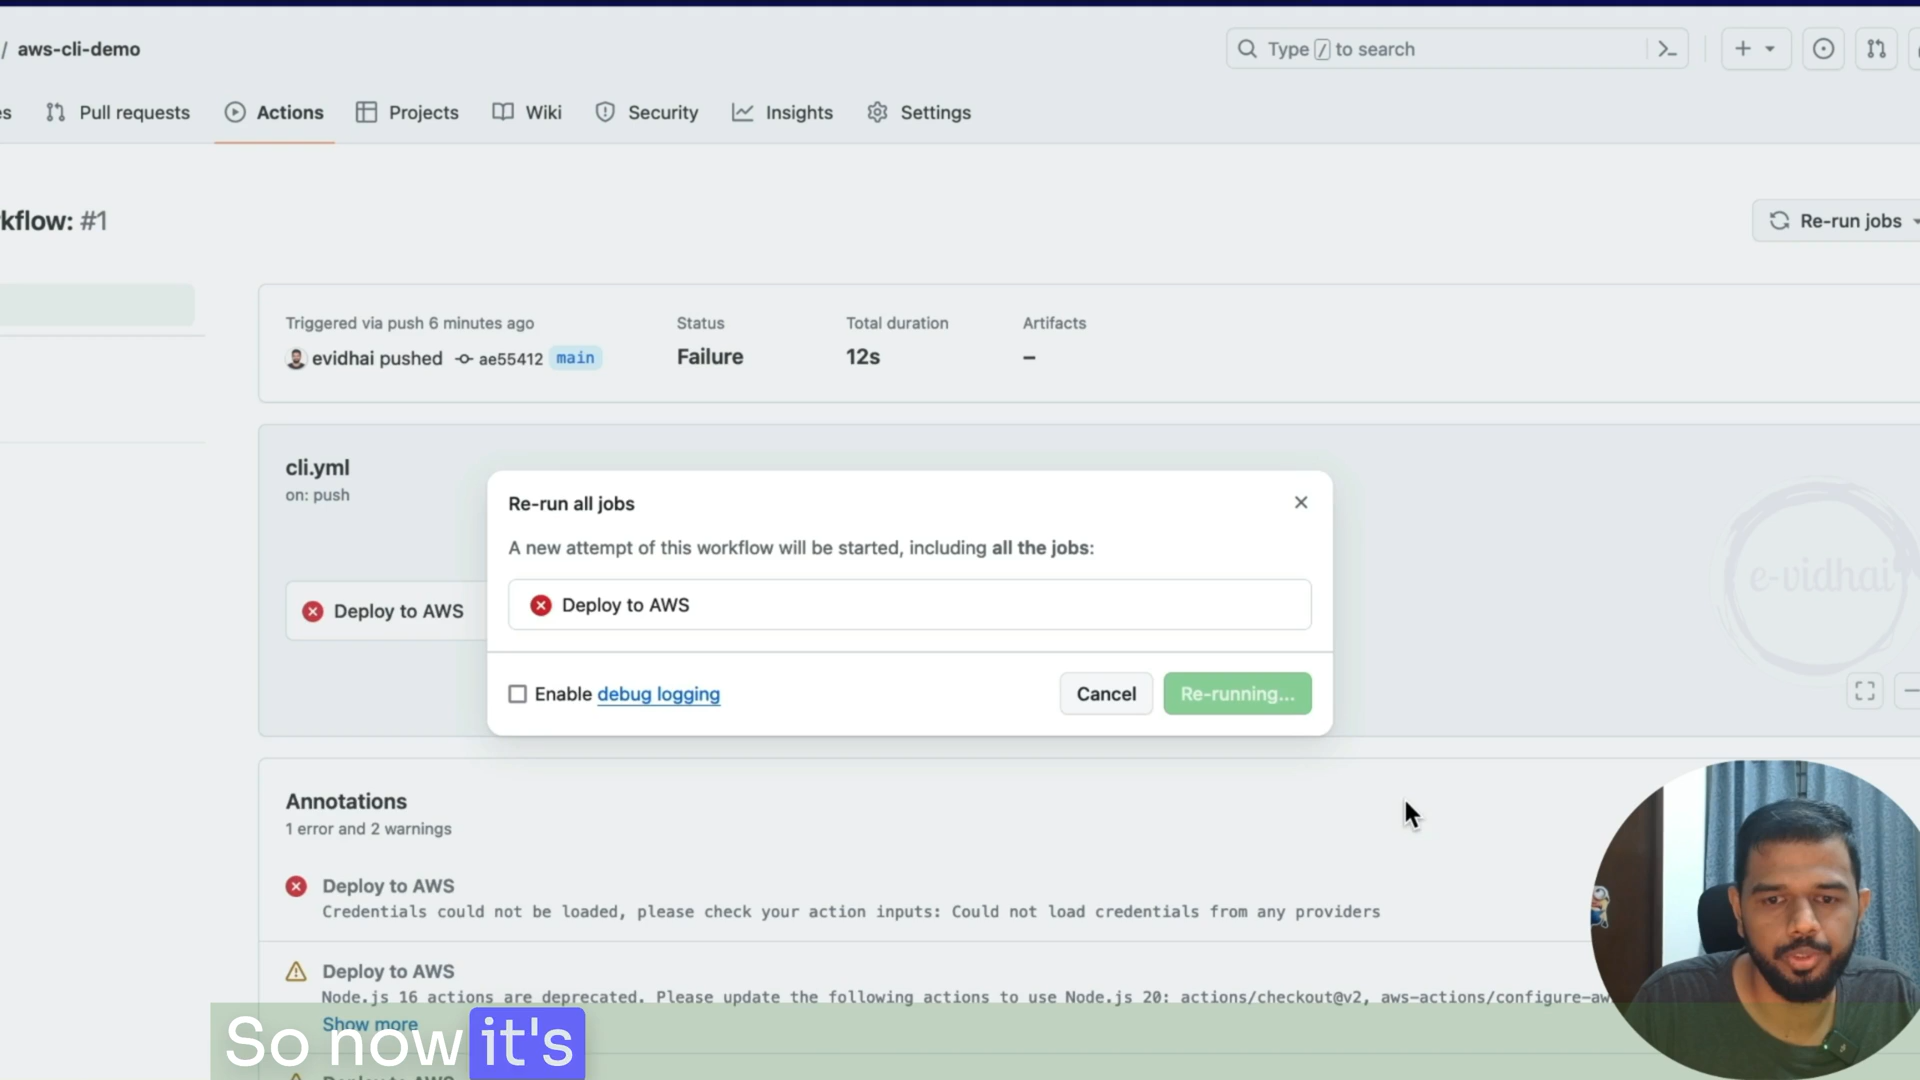 / aws-cli-demo
Type / to search
Pull requests
Actions
Projects
Wiki
Security
Insights
Settings
kflow: #1
Re-run jobs
Triggered via push 6 minutes ago
Status
Total duration
Artifacts
evidhai pushed ae55412 main
Failure
12s
–
cli.yml
on: push
Deploy to AWS
e-vidhai
Re-run all jobs
A new attempt of this workflow will be started, including all the jobs:
Deploy to AWS
Enable debug logging
Cancel
Re-running...
Annotations
1 error and 2 warnings
Deploy to AWS
Credentials could not be loaded, please check your action inputs: Could not load credentials from any providers
Deploy to AWS
Node.js 16 actions are deprecated. Please update the following actions to use Node.js 20: actions/checkout@v2, aws-actions/configure-aw
Show more
So now it's